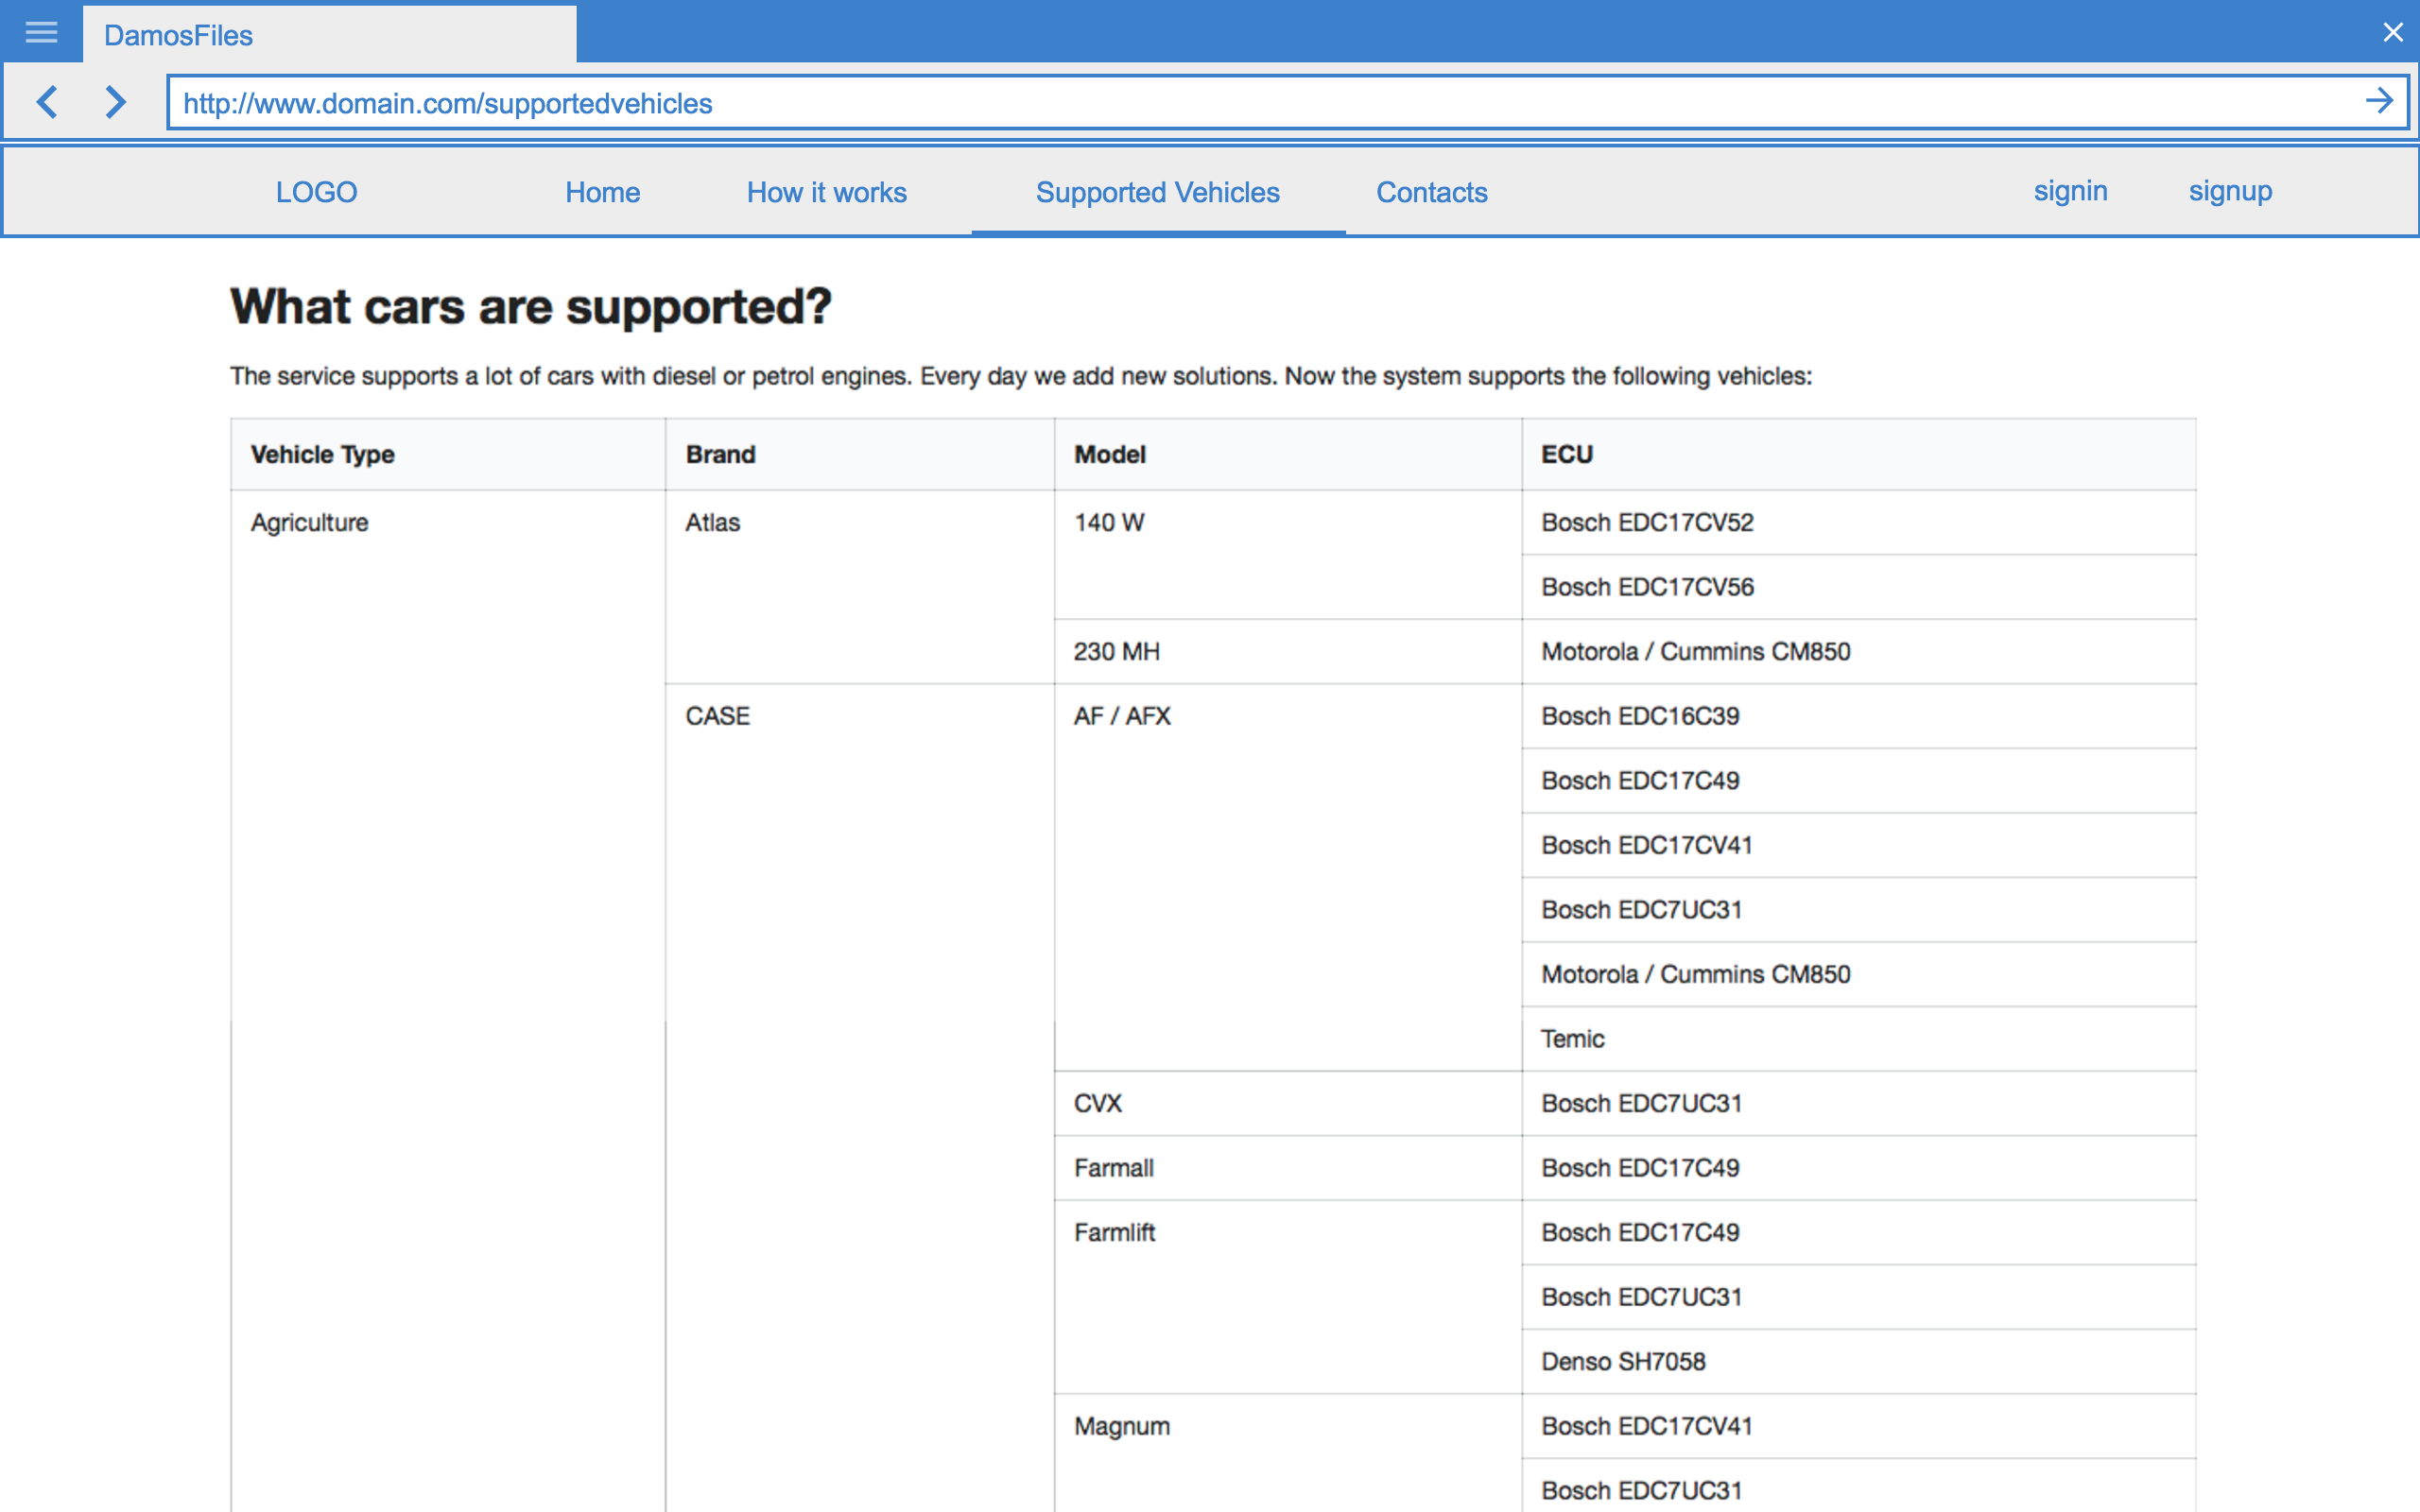 DamosFiles
http://www.domain.com/supportedvehicles
LOGO Home How it works Supported Vehicles Contacts signin signup
What cars are supported?
The service supports a lot of cars with diesel or petrol engines. Every day we add new solutions. Now the system supports the following vehicles:
Vehicle Type Brand Model ECU
Agriculture Atlas 140 W Bosch EDC17CV52
Bosch EDC17CV56
230 MH Motorola / Cummins CM850
CASE AF / AFX Bosch EDC16C39
Bosch EDC17C49
Bosch EDC17CV41
Bosch EDC7UC31
Motorola / Cummins CM850
Temic
CVX Bosch EDC7UC31
Farmall Bosch EDC17C49
Farmlift Bosch EDC17C49
Bosch EDC7UC31
Denso SH7058
Magnum Bosch EDC17CV41
Bosch EDC7UC31